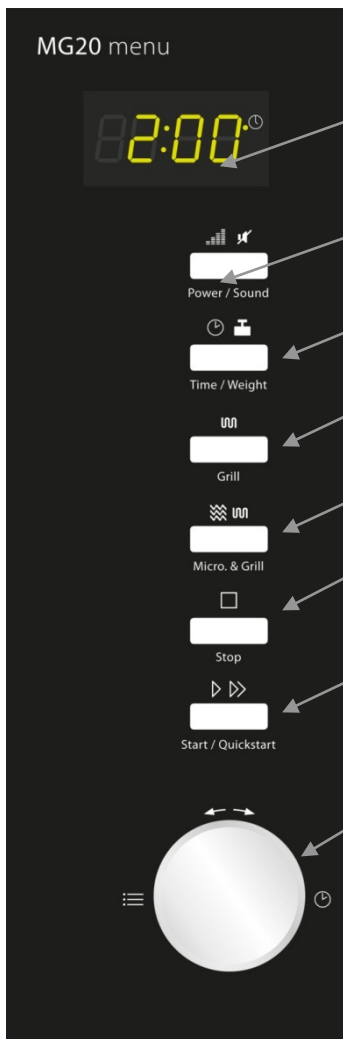 MG20 menu
2:00
Power / Sound
Time / Weight
Grill
Micro. & Grill
Stop
Start / Quickstart